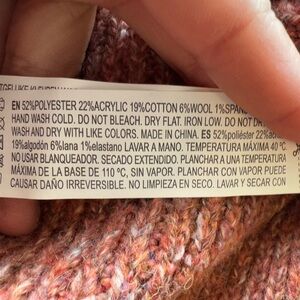 EN 52%POLYESTER 22%ACRYLIC 19%COTTON 6%WOOL 1%SPAN
HAND WASH COLD. DO NOT BLEACH. DRY FLAT. IRON LOW. DO NOT DRY
WASH AND DRY WITH LIKE COLORS. MADE IN CHINA. ES 52%poliéster 22%
19%algodón 6%lana 1%elastano LAVAR A MANO. TEMPERATURA MÁXIMA 40 ºC.
NO USAR BLANQUEADOR. SECADO EXTENDIDO. PLANCHAR A UNA TEMPERATURA
MÁXIMA DE LA BASE DE 110 ºC, SIN VAPOR. PLANCHAR CON VAPOR PUEDE
CAUSAR DAÑO IRREVERSIBLE. NO LIMPIEZA EN SECO. LAVAR Y SECAR CON